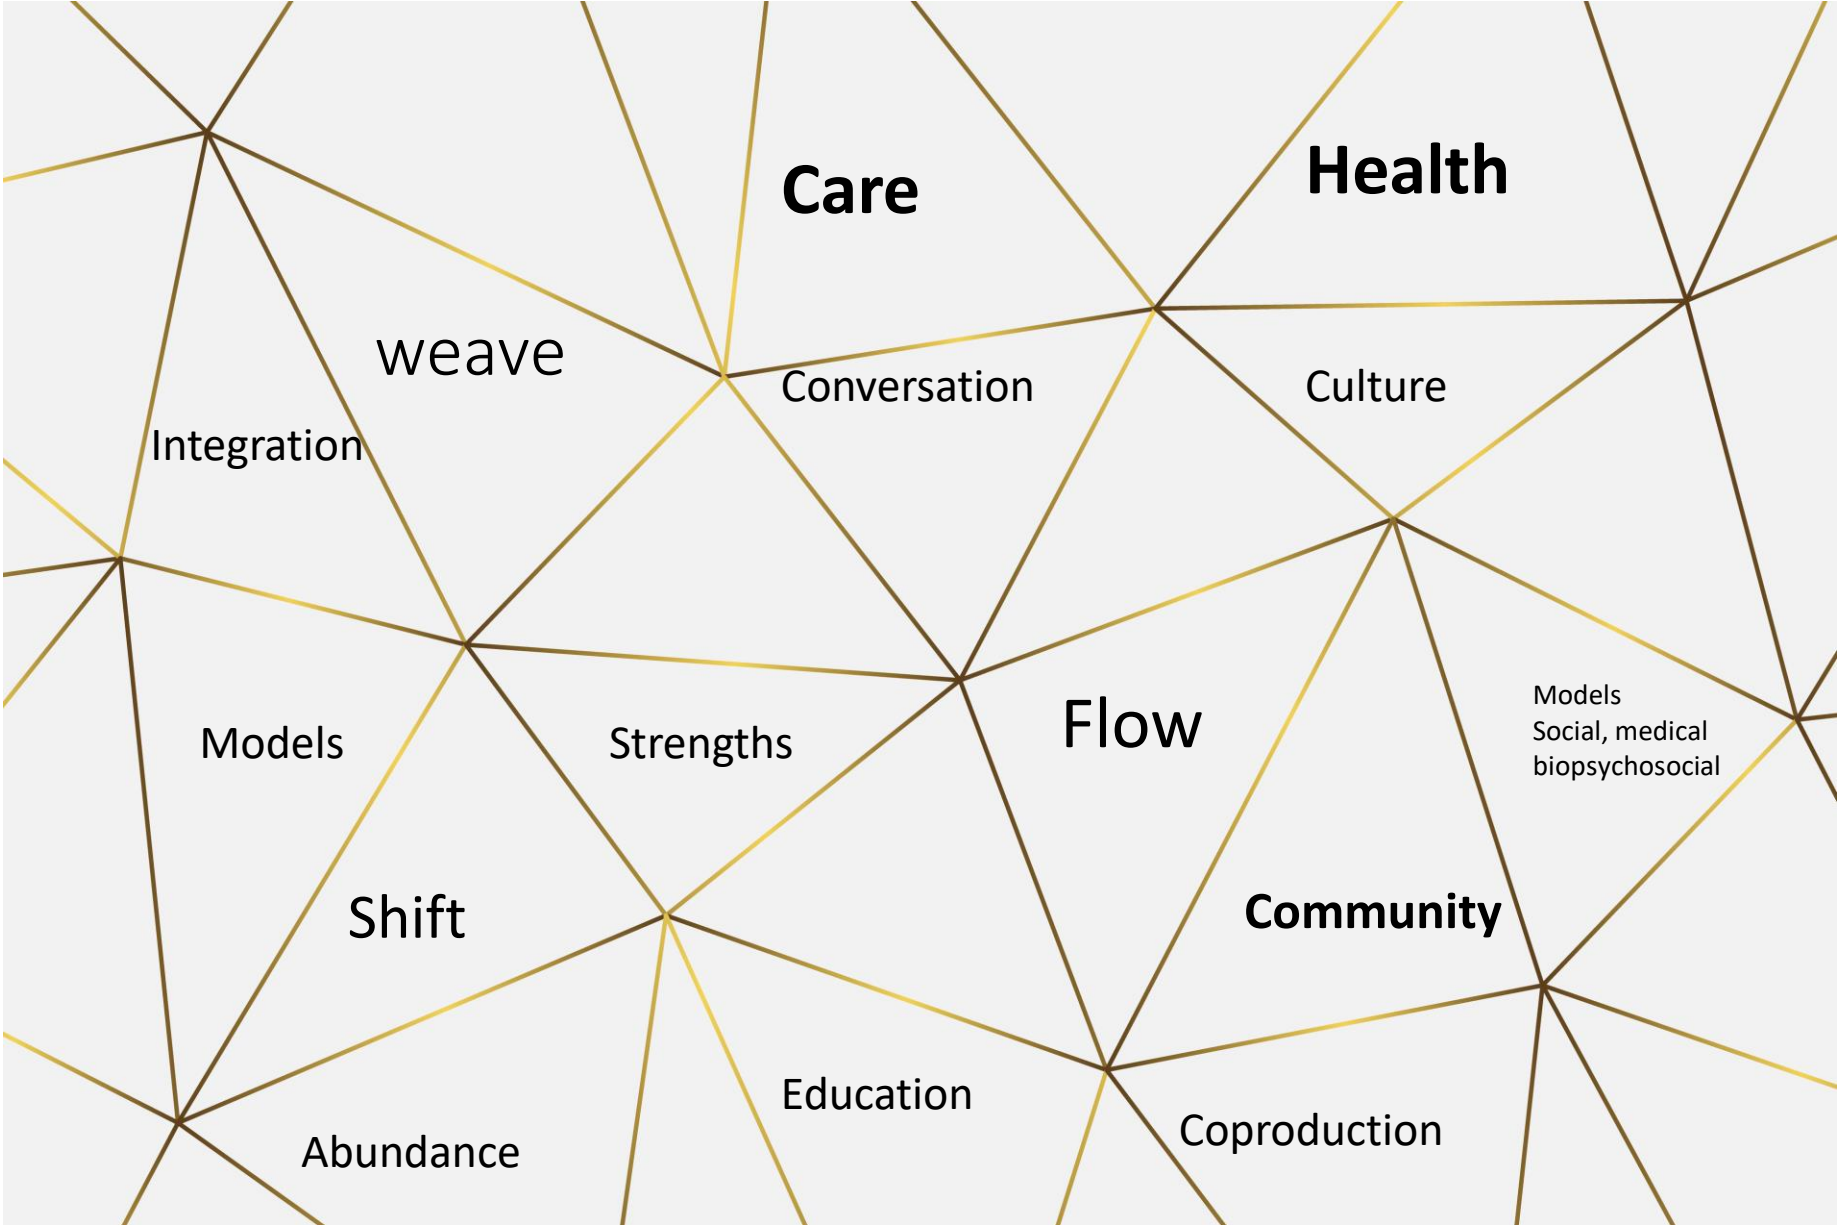 Care
Health
weave
Conversation
Culture
Integration
Models
Strengths
Flow
Models
Social, medical
biopsychosocial
Shift
Community
Abundance
Education
Coproduction